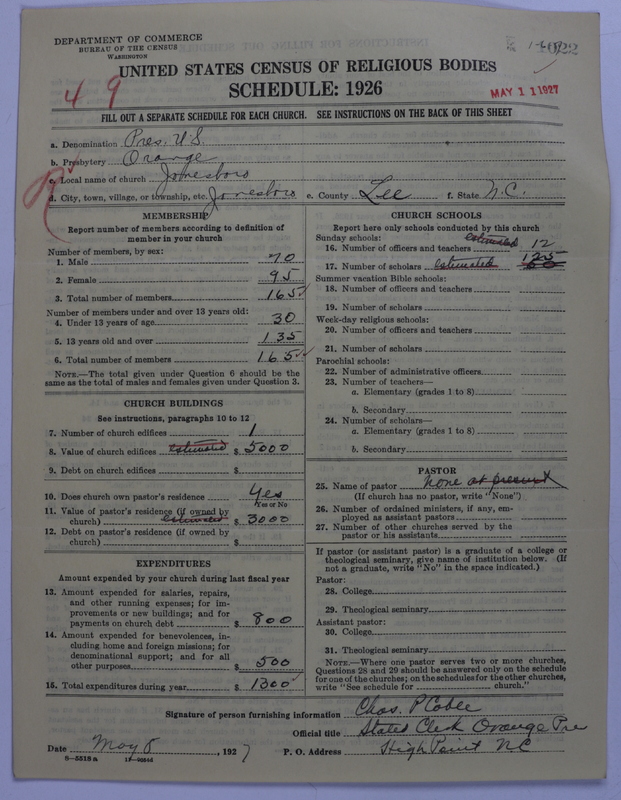 DEPARTMENT OF COMMERCE
BUREAU OF THE CENSUS
WASHINGTON
UNITED STATES CENSUS OF RELIGIOUS BODIES
SCHEDULE: 1926
4 9
MAY 11 1927
FILL OUT A SEPARATE SCHEDULE FOR EACH CHURCH. SEE INSTRUCTIONS ON THE BACK OF THIS SHEET
a. Denomination Pres. U.S.
b. Presbytery Orange
c. Local name of church Jonesboro
d. City, town, village, or township, etc. Jonesboro e. County Lee f. State N.C.
MEMBERSHIP
Report number of members according to definition of member in your church
Number of members, by sex:
1. Male 70
2. Female 95
3. Total number of members 165
Number of members under and over 13 years old:
4. Under 13 years of age 30
5. 13 years old and over 135
6. Total number of members 165
NOTE.—The total given under Question 6 should be
same as the total of males and females given under Question 3.
CHURCH BUILDINGS
See instructions, paragraphs 10 to 12
7. Number of church edifices 1
8. Value of church edifices estimated $ 5000
9. Debt on church edifices $
10. Does church own pastor's residence Yes
Yes or No
11. Value of pastor's residence (if owned by
church) estimated $ 3000
12. Debt on pastor's residence (if owned by
church) $
EXPENDITURES
Amount expended by your church during last fiscal year
13. Amount expended for salaries, repairs,
and other running expenses; for im-
provements or new buildings; and for
payments on church debt $ 800
14. Amount expended for benevolences, in-
cluding home and foreign missions; for
denominational support; and for all
other purposes $ 500
15. Total expenditures during year $ 1300
CHURCH SCHOOLS
Report here only schools conducted by this church
Sunday schools: estimated
16. Number of officers and teachers 12
17. Number of scholars estimated 125
Summer vacation Bible schools:
18. Number of officers and teachers
19. Number of scholars
Week-day religious schools:
20. Number of officers and teachers
21. Number of scholars
Parochial schools:
22. Number of administrative officers
23. Number of teachers—
a. Elementary (grades 1 to 8)
b. Secondary
24. Number of scholars—
a. Elementary (grades 1 to 8)
b. Secondary
PASTOR
25. Name of pastor None at present
(If church has no pastor, write "None")
26. Number of ordained ministers, if any, em-
ployed as assistant pastors
27. Number of other churches served by the
pastor or his assistants
If pastor (or assistant pastor) is a graduate of a college or
theological seminary, give name of institution below. (If
not a graduate, write "No" in the space indicated.)
Pastor:
28. College
29. Theological seminary
Assistant pastor:
30. College
31. Theological seminary
NOTE.—Where one pastor serves two or more churches,
Questions 28 and 29 should be answered only on the schedule
for one of the churches; on the schedules for the other churches,
write "See schedule for church."
Signature of person furnishing information Chas. P Coble
Official title Stated Clerk Orange Pre
Date May 8, 1927 P. O. Address High Point NC
8-5518a